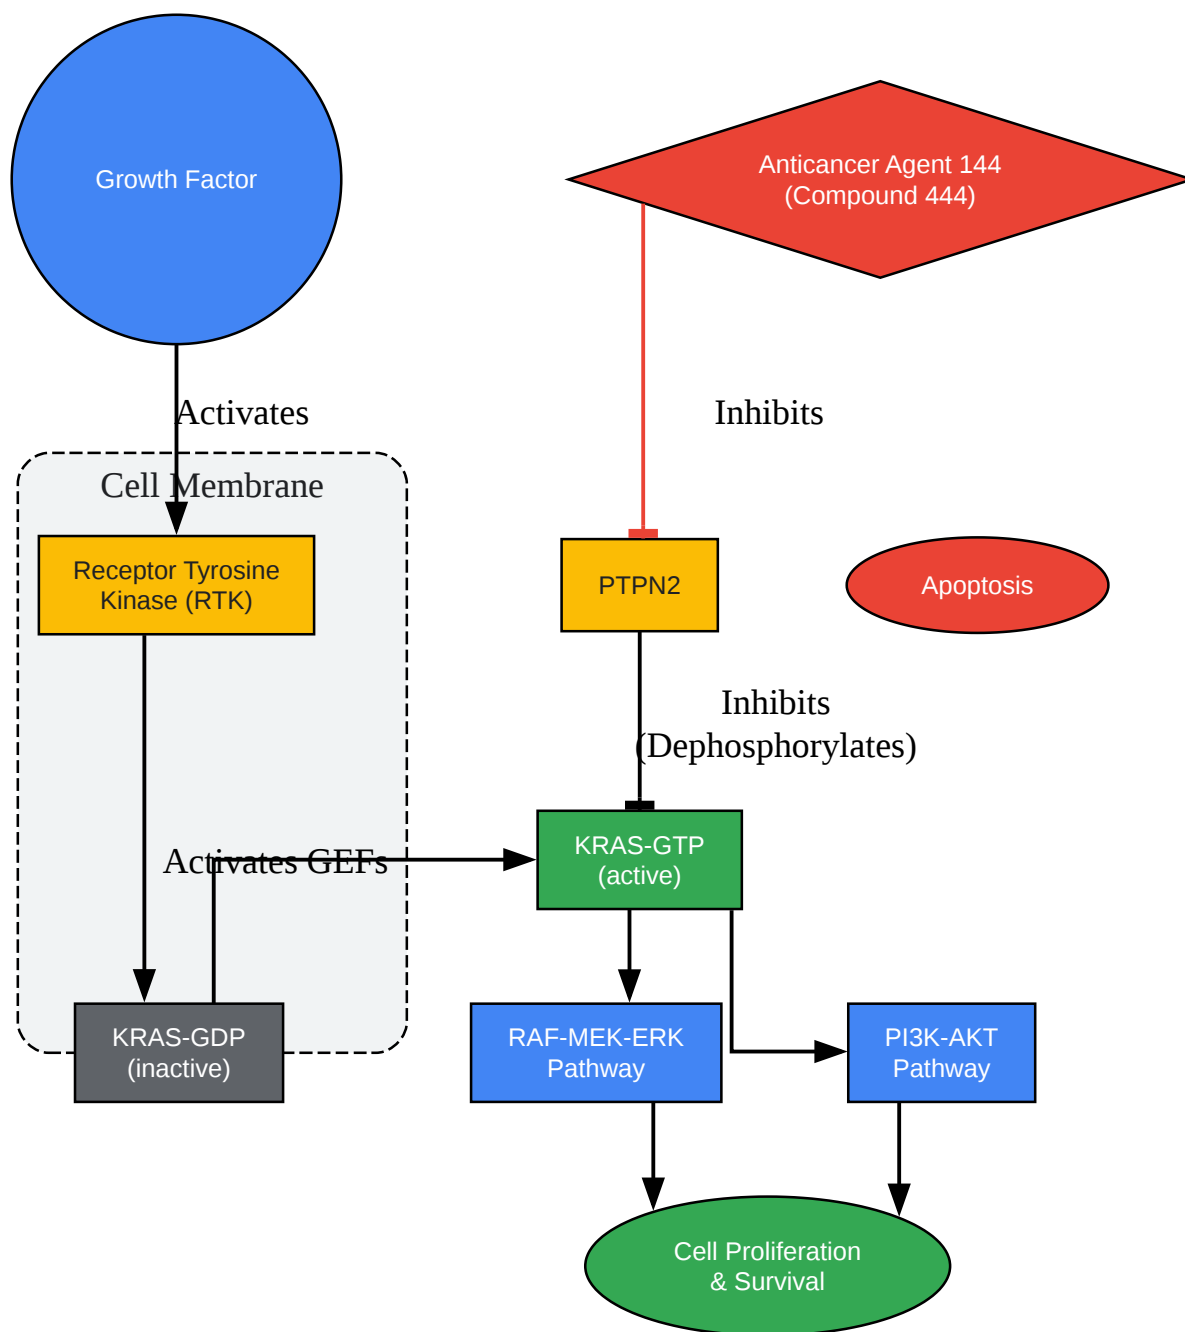 Growth Factor
Anticancer Agent 144
(Compound 444)
Activates
Inhibits
Cell Membrane
Receptor Tyrosine
Kinase (RTK)
PTPN2
Apoptosis
Inhibits
(Dephosphorylates)
Activates GEFs
KRAS-GTP
(active)
KRAS-GDP
(inactive)
RAF-MEK-ERK
Pathway
PI3K-AKT
Pathway
Cell Proliferation
& Survival